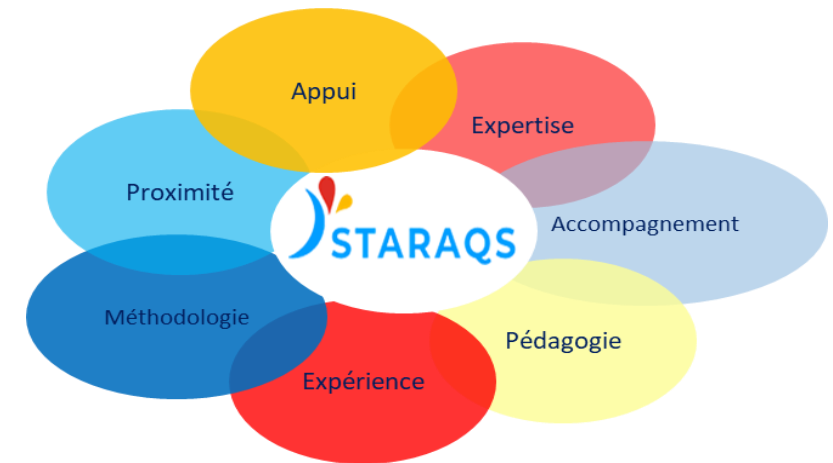 Appui
Expertise
Proximité
Accompagnement
STARAQS
Méthodologie
Pédagogie
Expérience